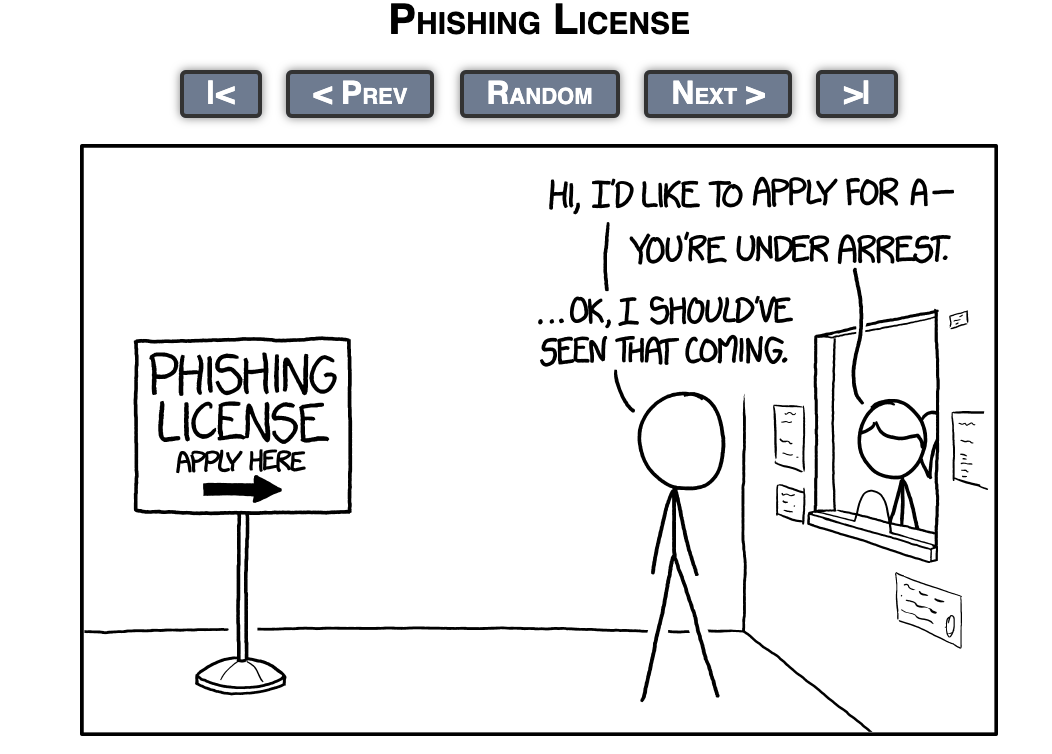 Phishing License
|<
< Prev
Random
Next >
>|
HI, I'D LIKE TO APPLY FOR A—
YOU'RE UNDER ARREST.
...OK, I SHOULD'VE
SEEN THAT COMING.
PHISHING
LICENSE
APPLY HERE